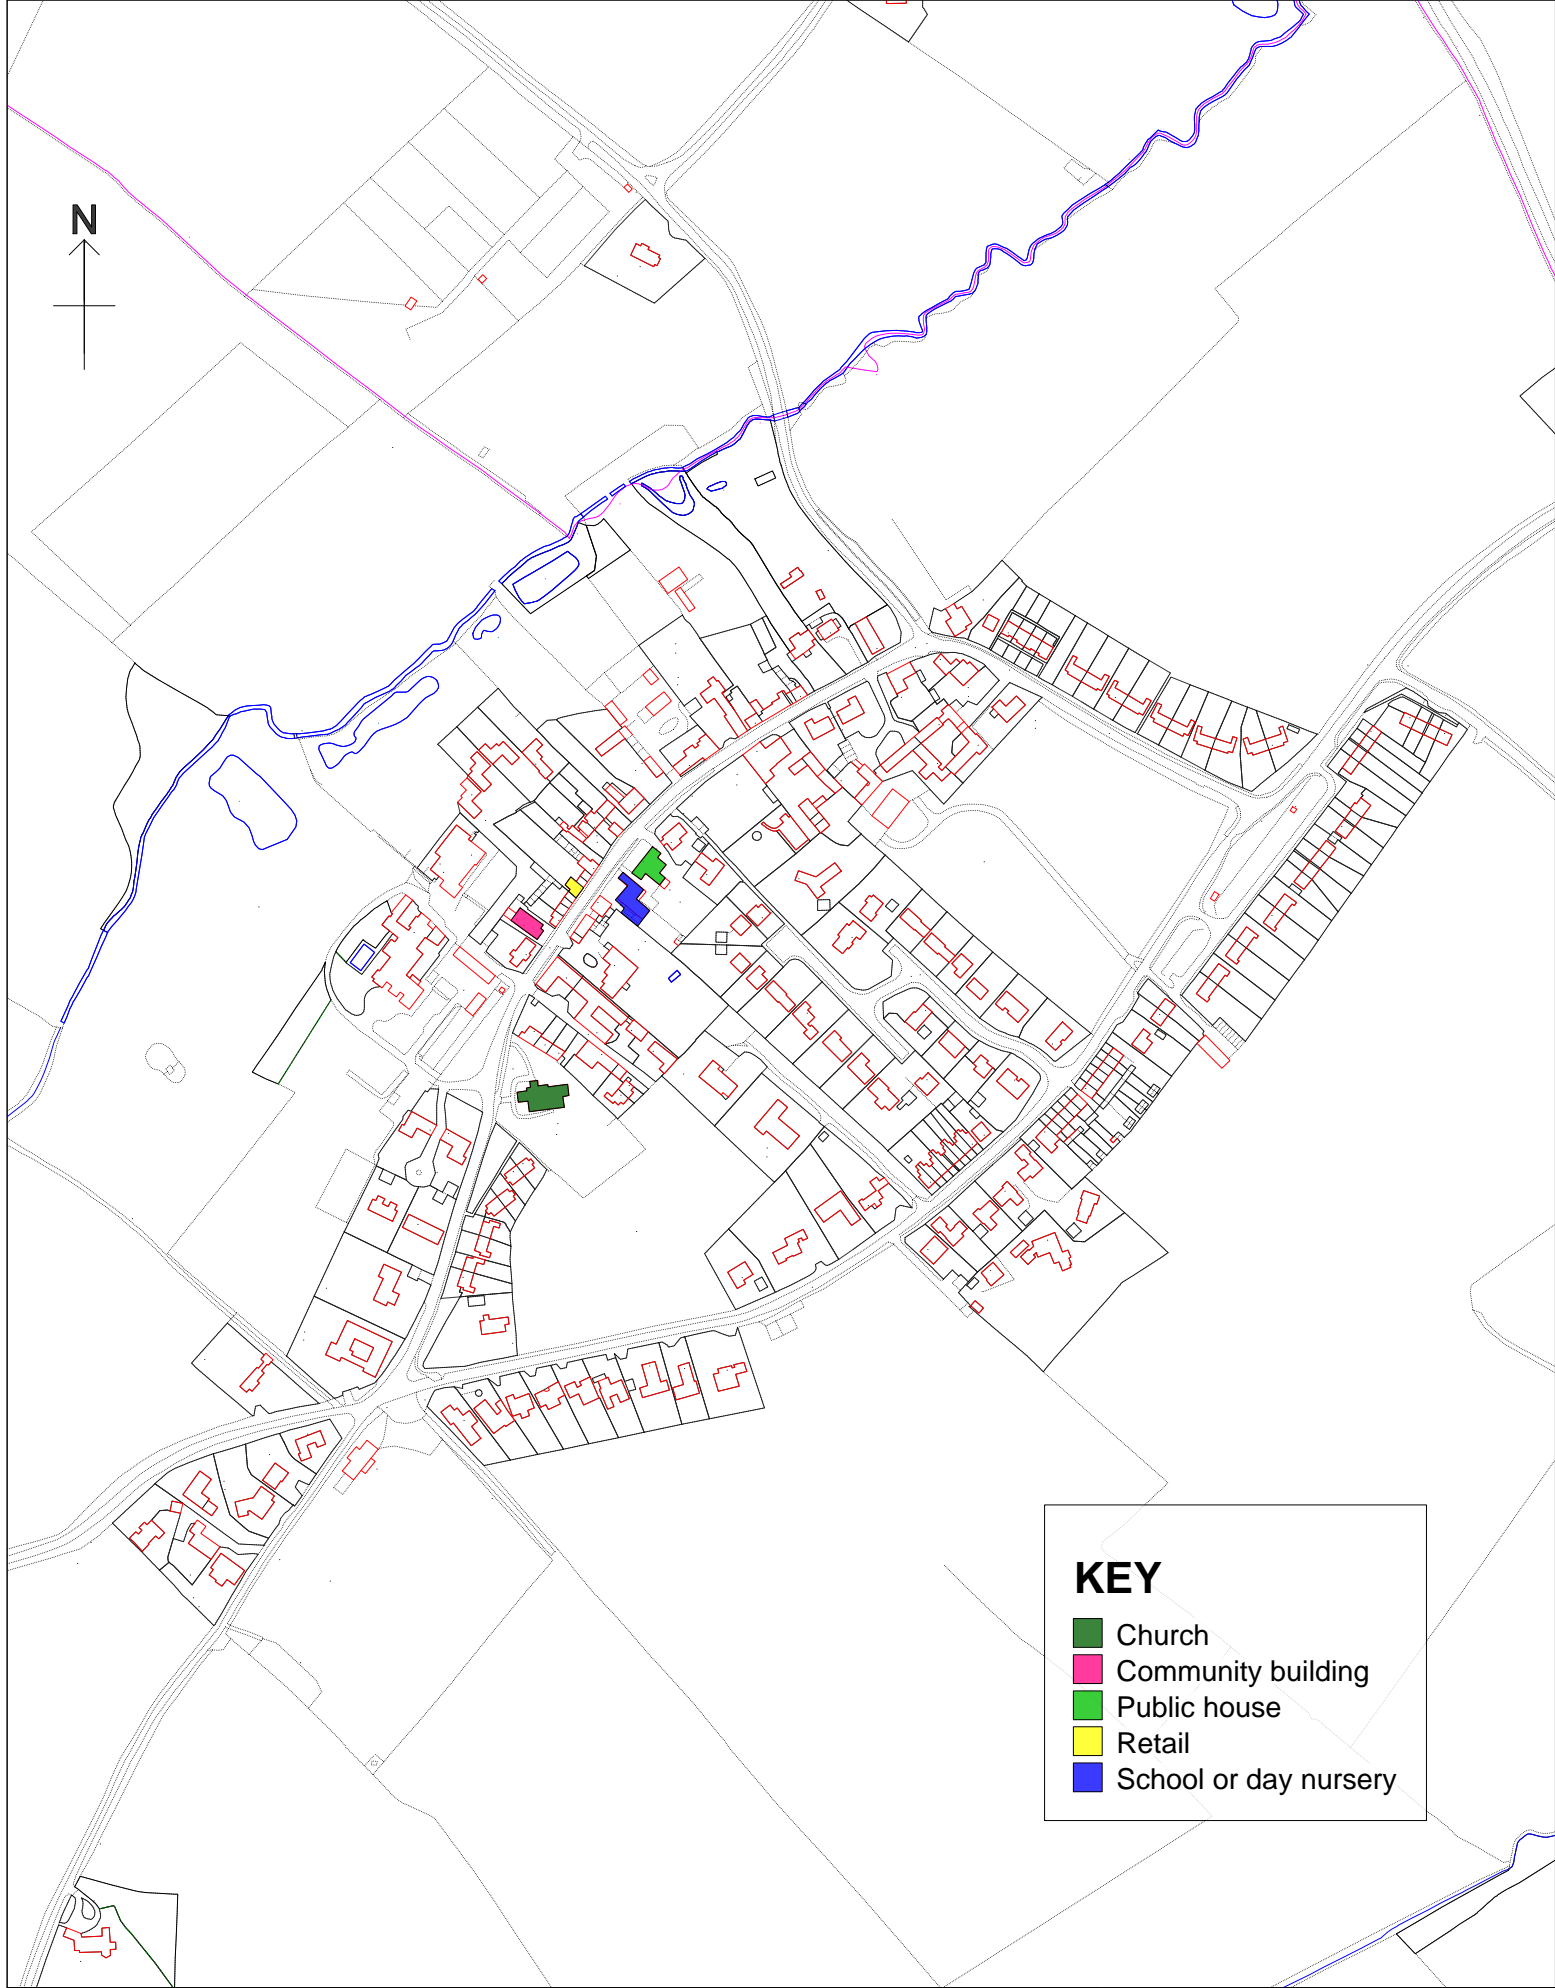 N
KEY
Church
Community building
Public house
Retail
School or day nursery